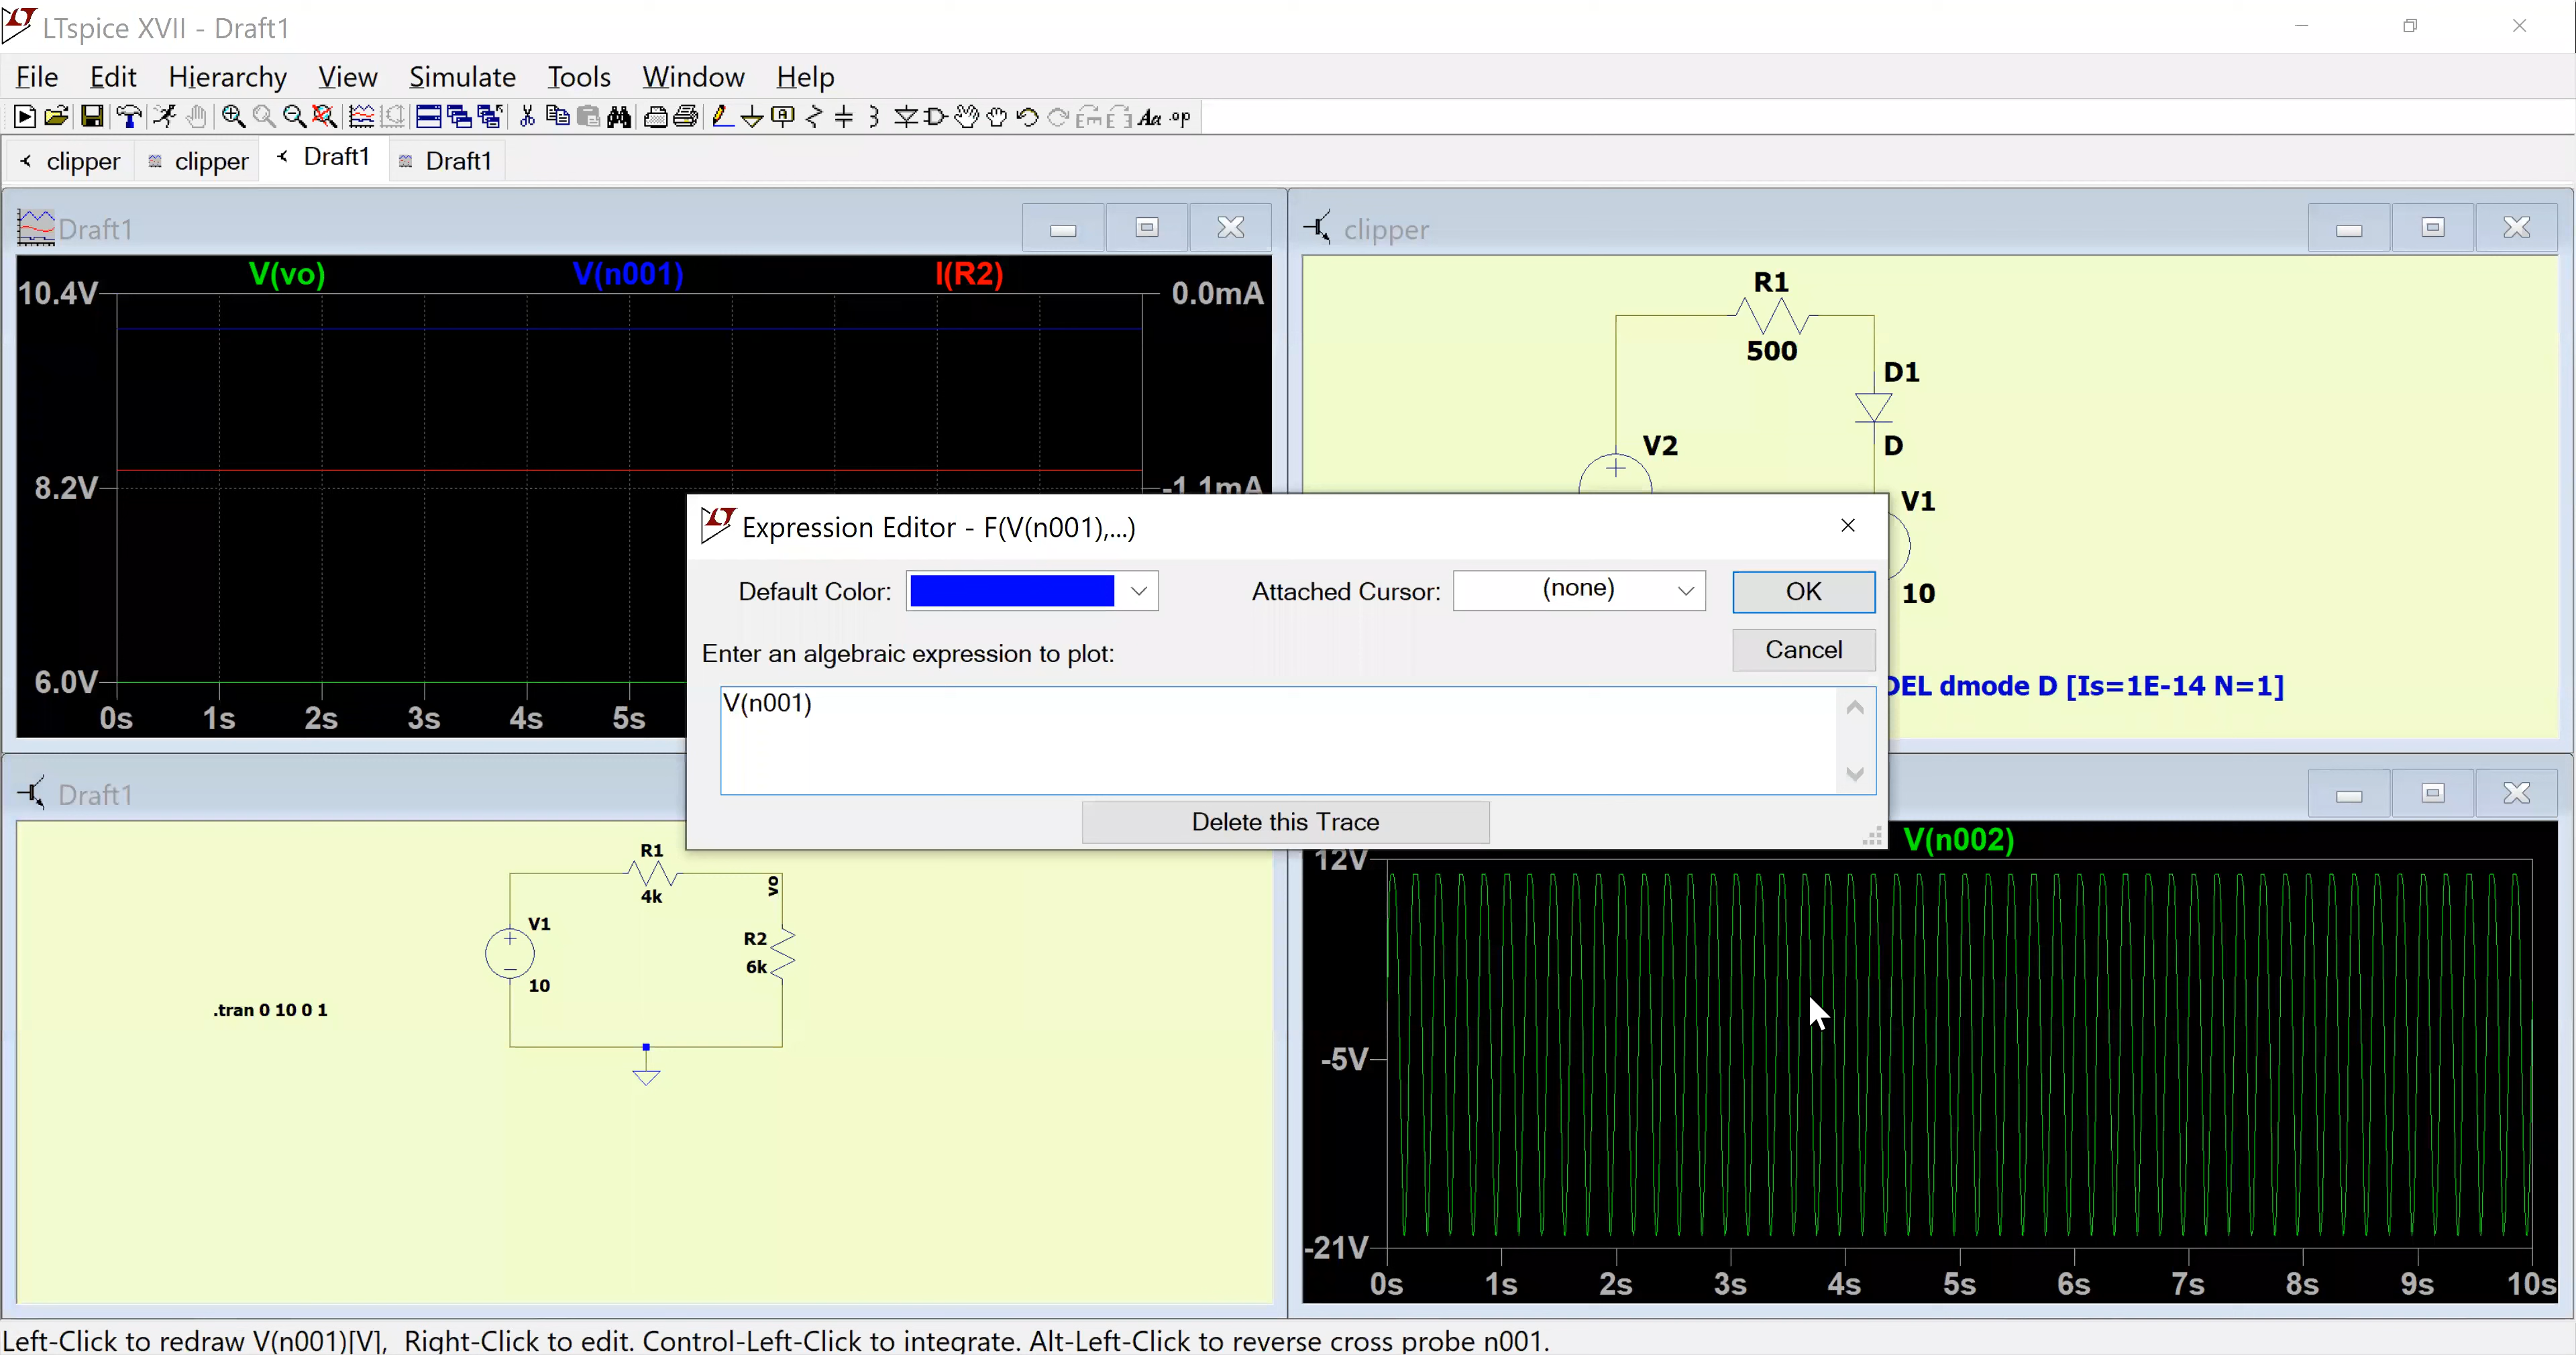 LTspice XVII - Draft1
File Edit Hierarchy View Simulate Tools Window Help
Aa .op
clipper clipper Draft1 Draft1
Draft1
V(vo) V(n001) I(R2)
10.4V 0.0mA
8.2V -1.1mA
6.0V
0s 1s 2s 3s 4s 5s
clipper
R1
500
D1
D
V2
V1
10
DEL dmode D [Is=1E-14 N=1]
Expression Editor - F(V(n001),...)
Default Color: Attached Cursor: (none) OK
Enter an algebraic expression to plot: Cancel
V(n001)
Delete this Trace
Draft1
R1
4k
vo
V1
10
R2
6k
.tran 0 10 0 1
V(n002)
12V
-5V
-21V
0s 1s 2s 3s 4s 5s 6s 7s 8s 9s 10s
Left-Click to redraw V(n001)[V], Right-Click to edit. Control-Left-Click to integrate. Alt-Left-Click to reverse cross probe n001.